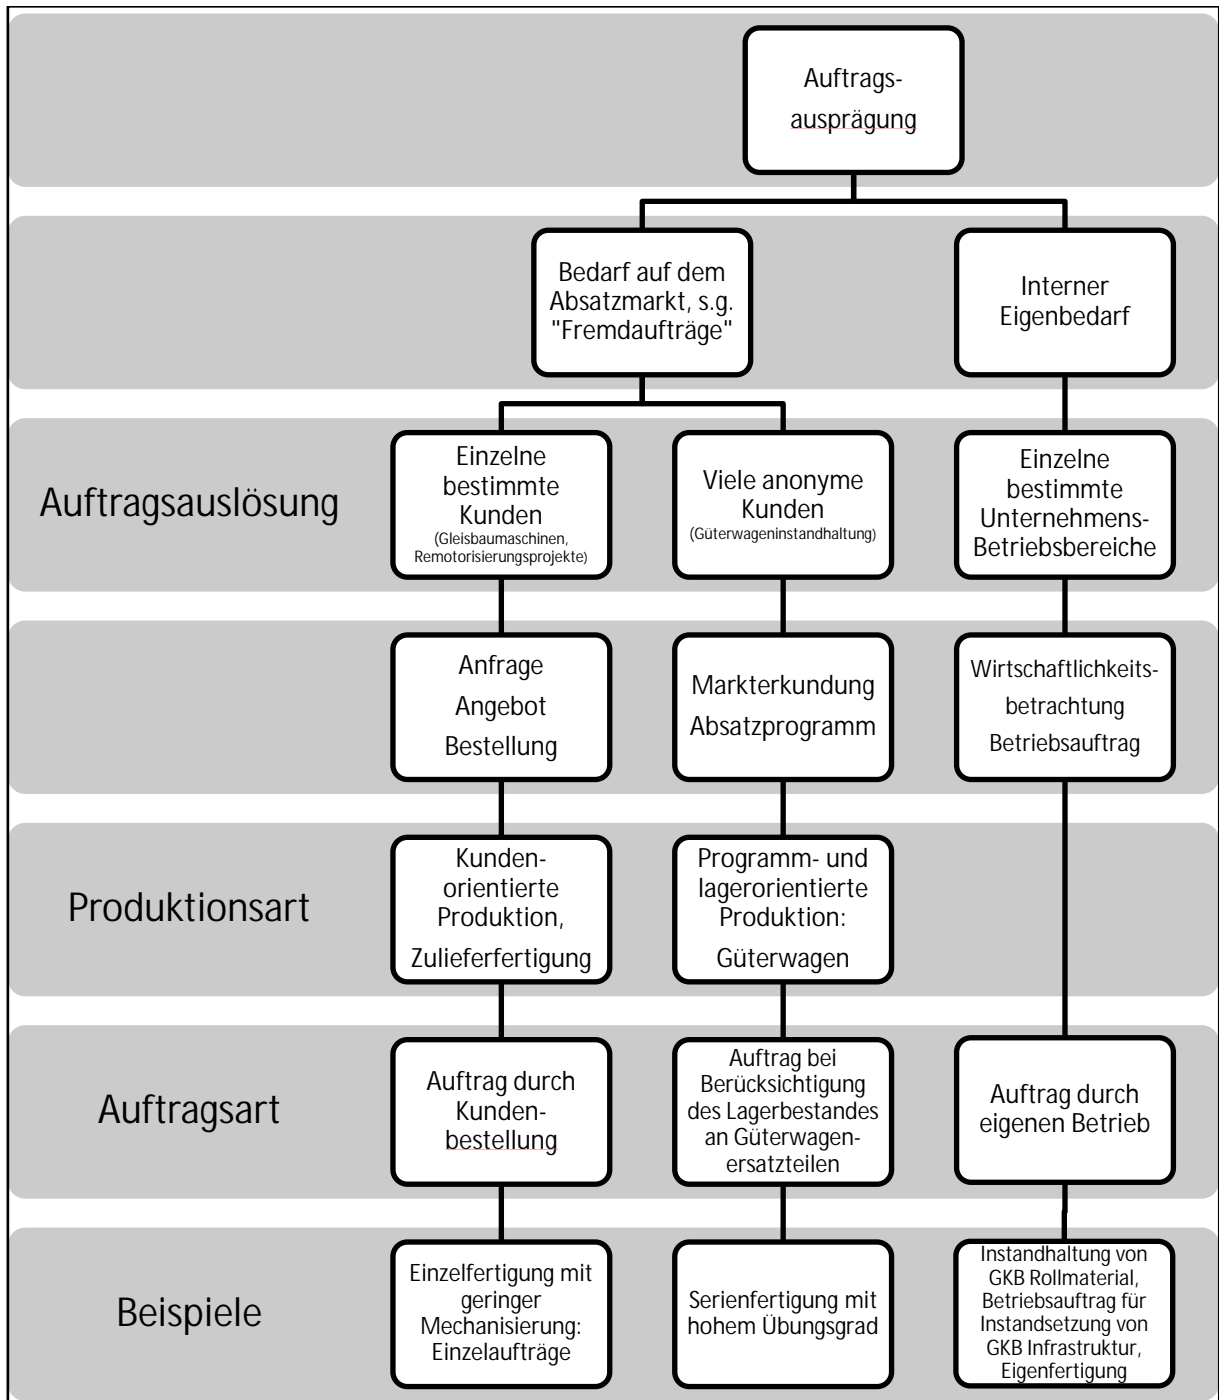 Auftrags-
ausprägung
Bedarf auf dem
Absatzmarkt, s.g.
"Fremdaufträge"
Interner
Eigenbedarf
Auftragsauslösung
Einzelne
bestimmte
Kunden
(Gleisbaumaschinen,
Remotorisierungsprojekte)
Viele anonyme
Kunden
(Güterwageninstandhaltung)
Einzelne
bestimmte
Unternehmens-
Betriebsbereiche
Anfrage
Angebot
Bestellung
Markterkundung
Absatzprogramm
Wirtschaftlichkeits-
betrachtung
Betriebsauftrag
Produktionsart
Kunden-
orientierte
Produktion,
Zulieferfertigung
Programm- und
lagerorientierte
Produktion:
Güterwagen
Auftragsart
Auftrag durch
Kunden-
bestellung
Auftrag bei
Berücksichtigung
des Lagerbestandes
an Güterwagen-
ersatzteilen
Auftrag durch
eigenen Betrieb
Beispiele
Einzelfertigung mit
geringer
Mechanisierung:
Einzelaufträge
Serienfertigung mit
hohem Übungsgrad
Instandhaltung von
GKB Rollmaterial,
Betriebsauftrag für
Instandsetzung von
GKB Infrastruktur,
Eigenfertigung